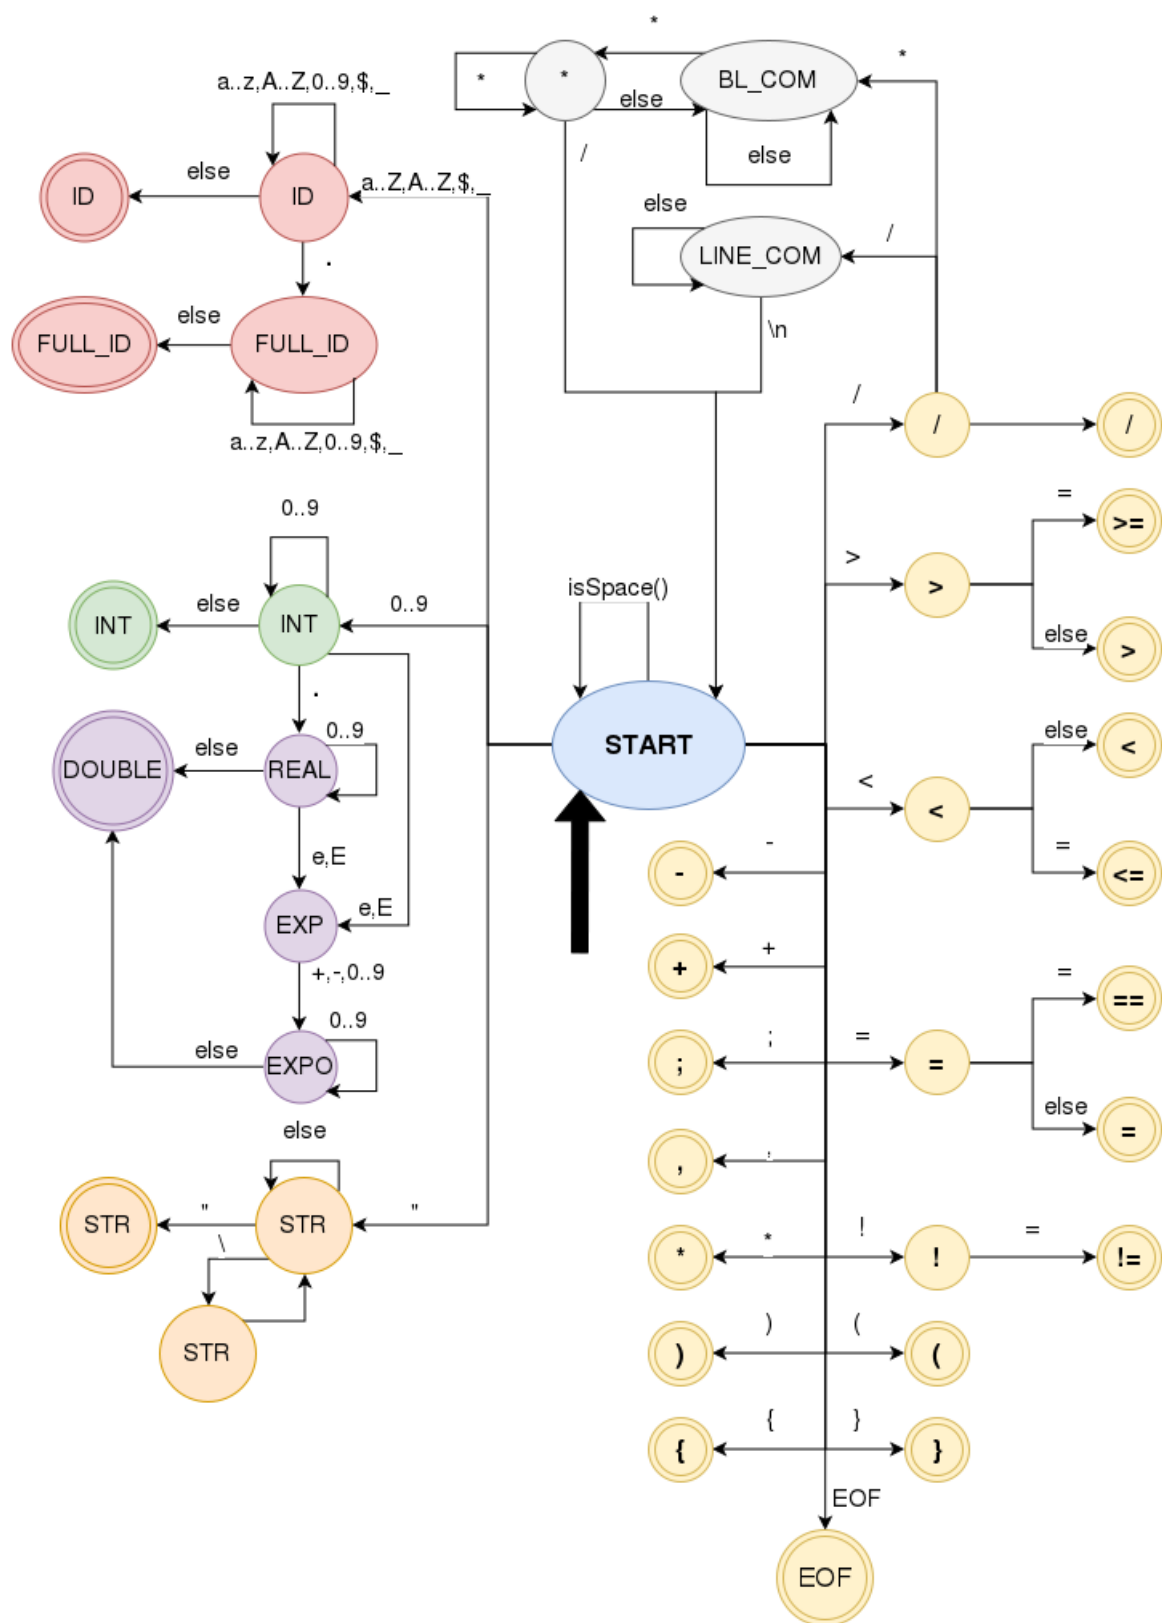 *
* * BL_COM *
a..z,A..Z,0..9,$,_
else
/ else
else ID ID a..Z,A..Z,$,_
else /
LINE_COM
.
else
FULL_ID FULL_ID \n
/ / /
a..z,A..Z,0..9,$,_
=
>=
0..9
>
isSpace() >
else
INT INT 0..9
else >
.
0..9 else <
else START
DOUBLE REAL
< <
=
- -
e,E <=
e,E
EXP
+ +
+,-,0..9
=
==
0..9
else ; ; = =
EXPO
else
else =
, ,
" "
STR STR
\
* * ! ! = !=
) ( 
) (
STR
{ }
{ }
EOF
EOF